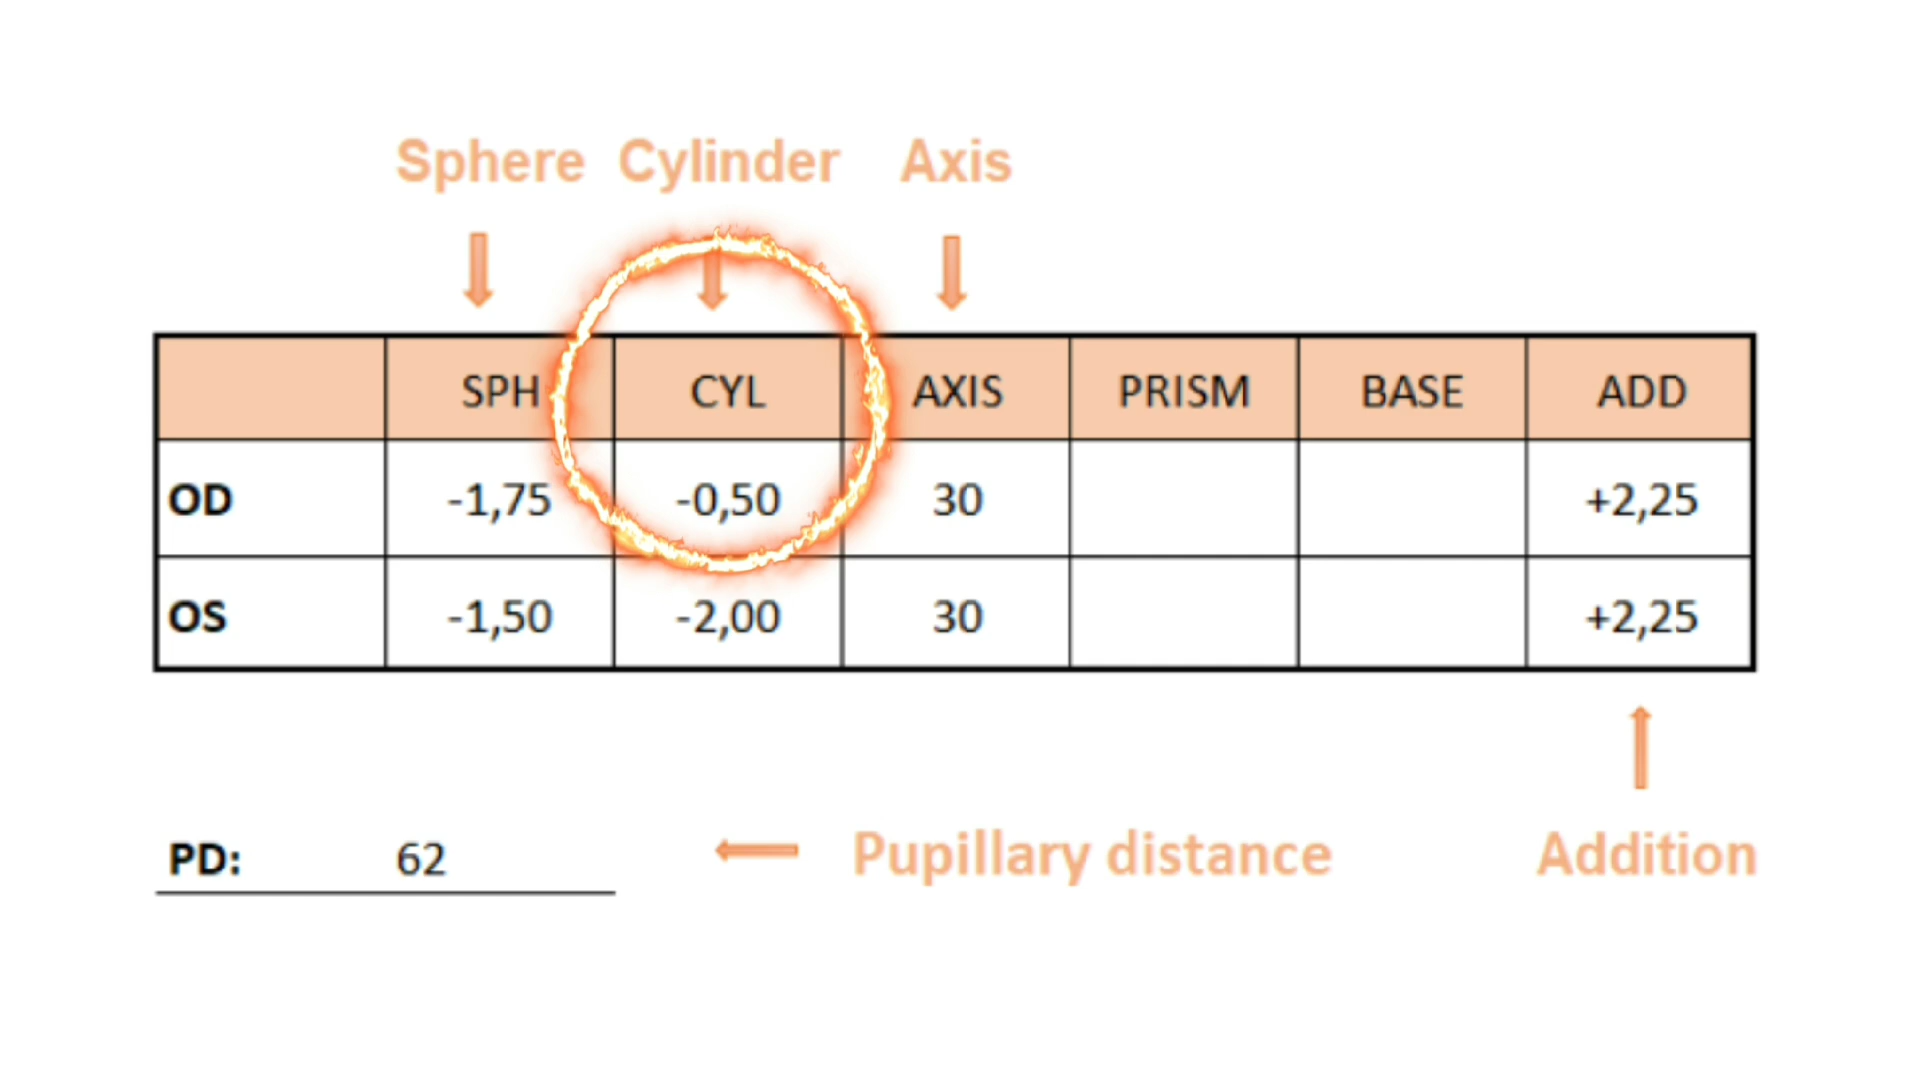 Sphere Cylinder Axis
SPH CYL AXIS PRISM BASE ADD
OD -1,75 -0,50 30 +2,25
OS -1,50 -2,00 30 +2,25
PD: 62 Pupillary distance Addition